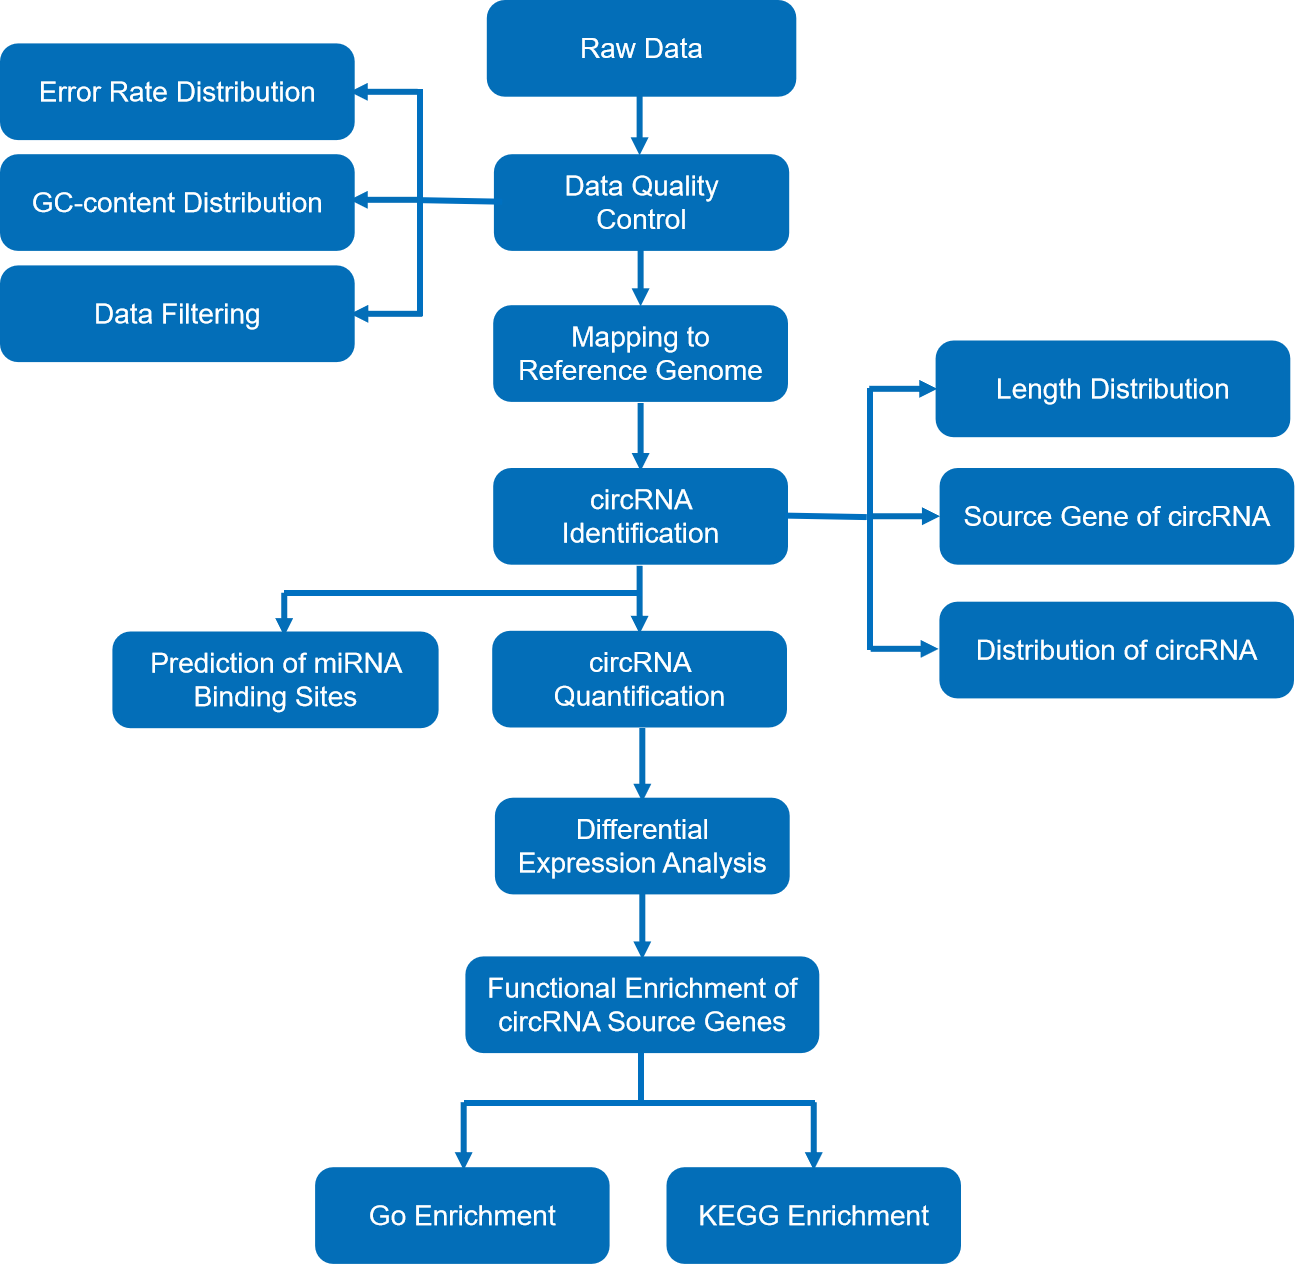 Raw Data
Error Rate Distribution
GC-content Distribution
Data Filtering
Data Quality
Control
Mapping to
Reference Genome
Length Distribution
Source Gene of circRNA
Distribution of circRNA
circRNA
Identification
Prediction of miRNA
Binding Sites
circRNA
Quantification
Differential
Expression Analysis
Functional Enrichment of
circRNA Source Genes
Go Enrichment
KEGG Enrichment